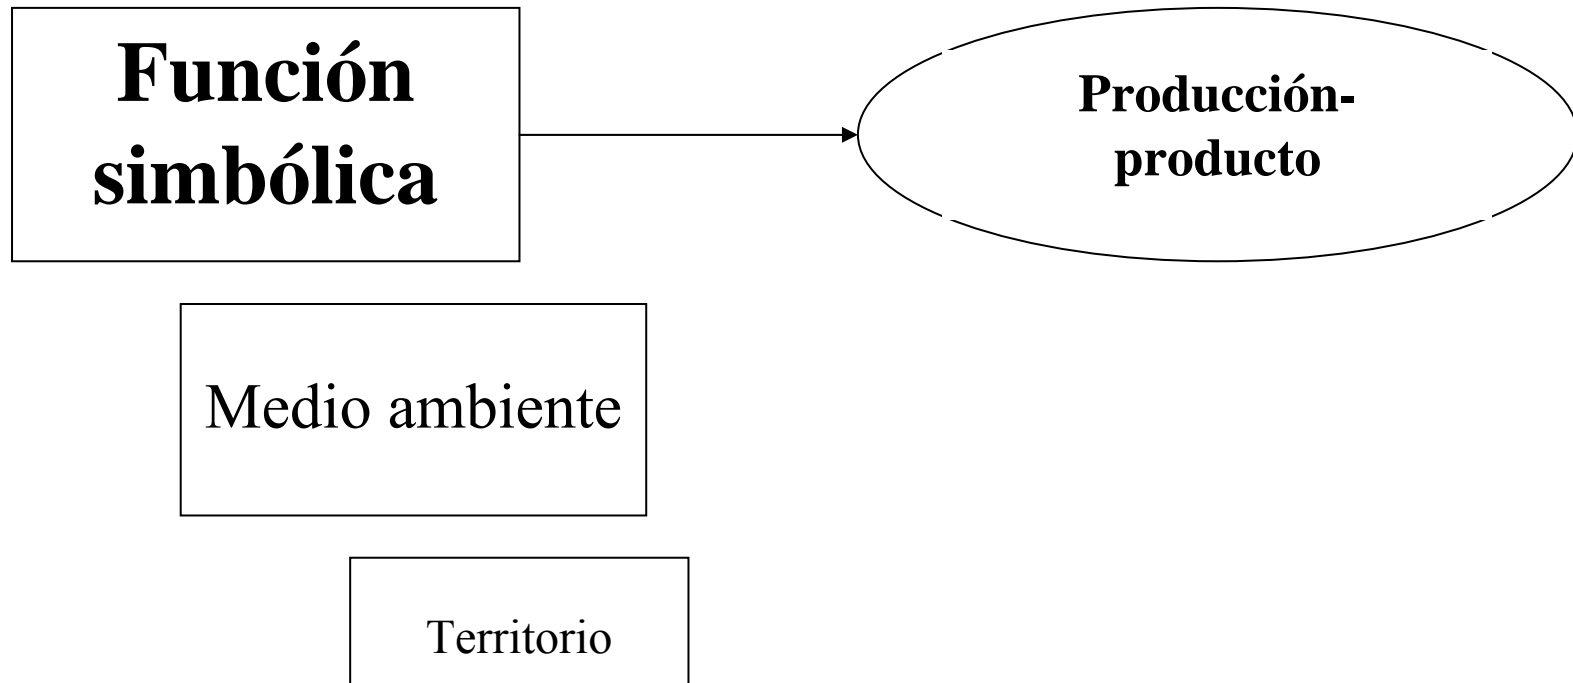 Función
simbólica
Producción-
producto
Medio ambiente
Territorio